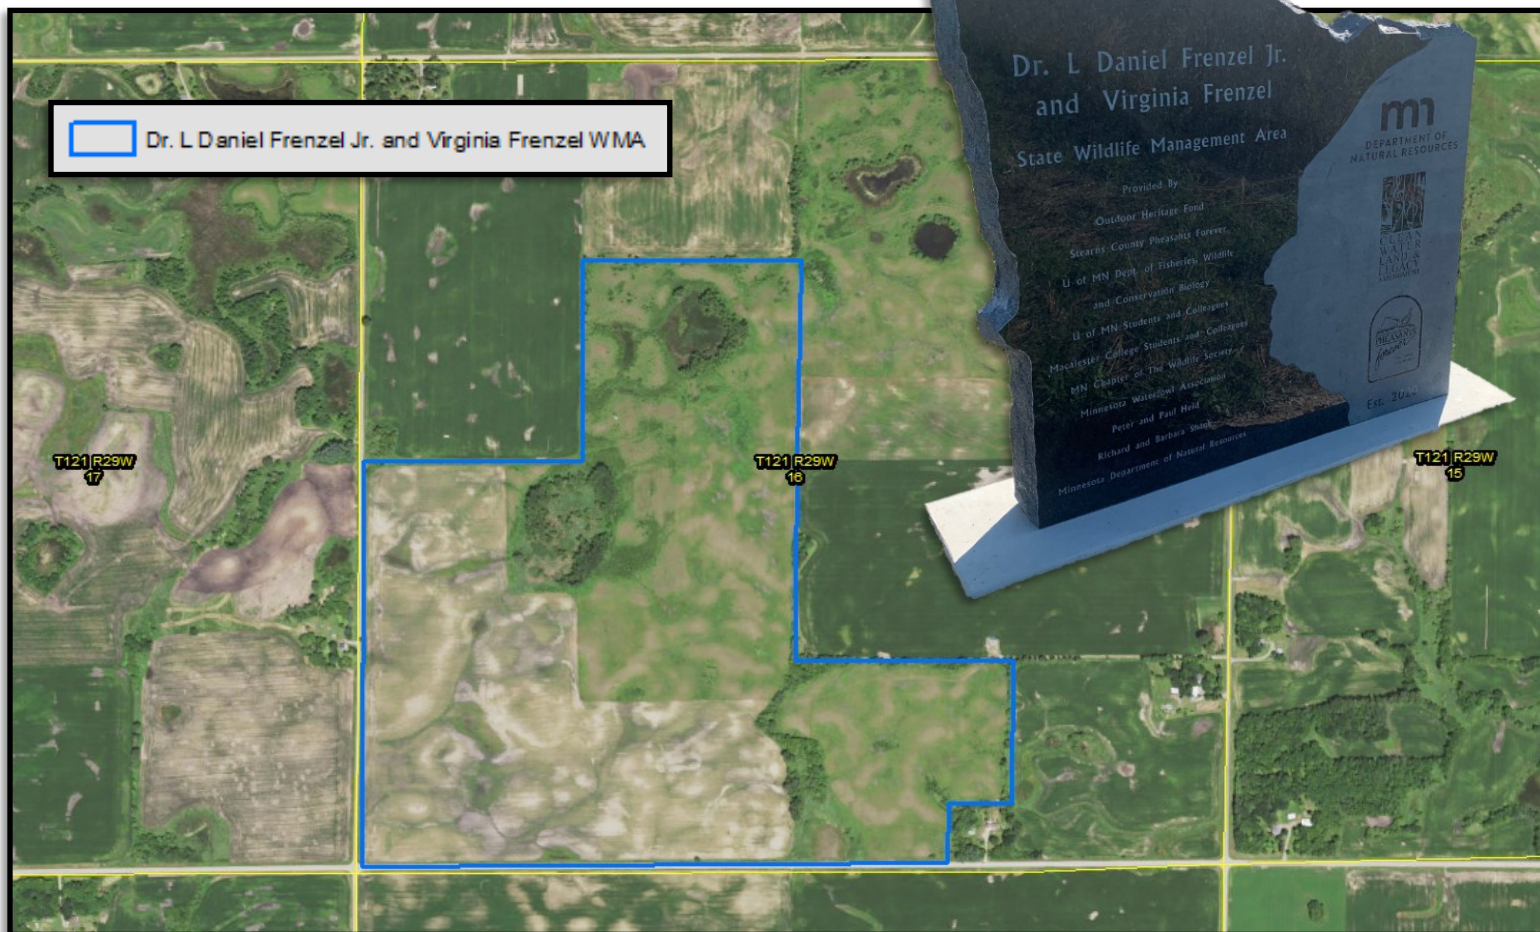 Dr. L Daniel Frenzel Jr. and Virginia Frenzel WMA
T121 R29W
17
T121 R29W
16
T121 R29W
15
Dr. L Daniel Frenzel Jr.
and Virginia Frenzel
State Wildlife Management Area
Provided By
Outdoor Heritage Fund
Stearns County Pheasants Forever
U of MN Dept. of Fisheries, Wildlife
and Conservation Biology
U of MN Students and Colleagues
Macalester College Students and Colleagues
MN Chapter of The Wildlife Society
Minnesota Waterfowl Association
Peter and Paul Held
Richard and Barbara
Minnesota Department of Natural Resources
mn
DEPARTMENT OF
NATURAL RESOURCES
CLEAN
WATER
LAND &
LEGACY
AMENDMENT
PHEASANTS
forever
Est.